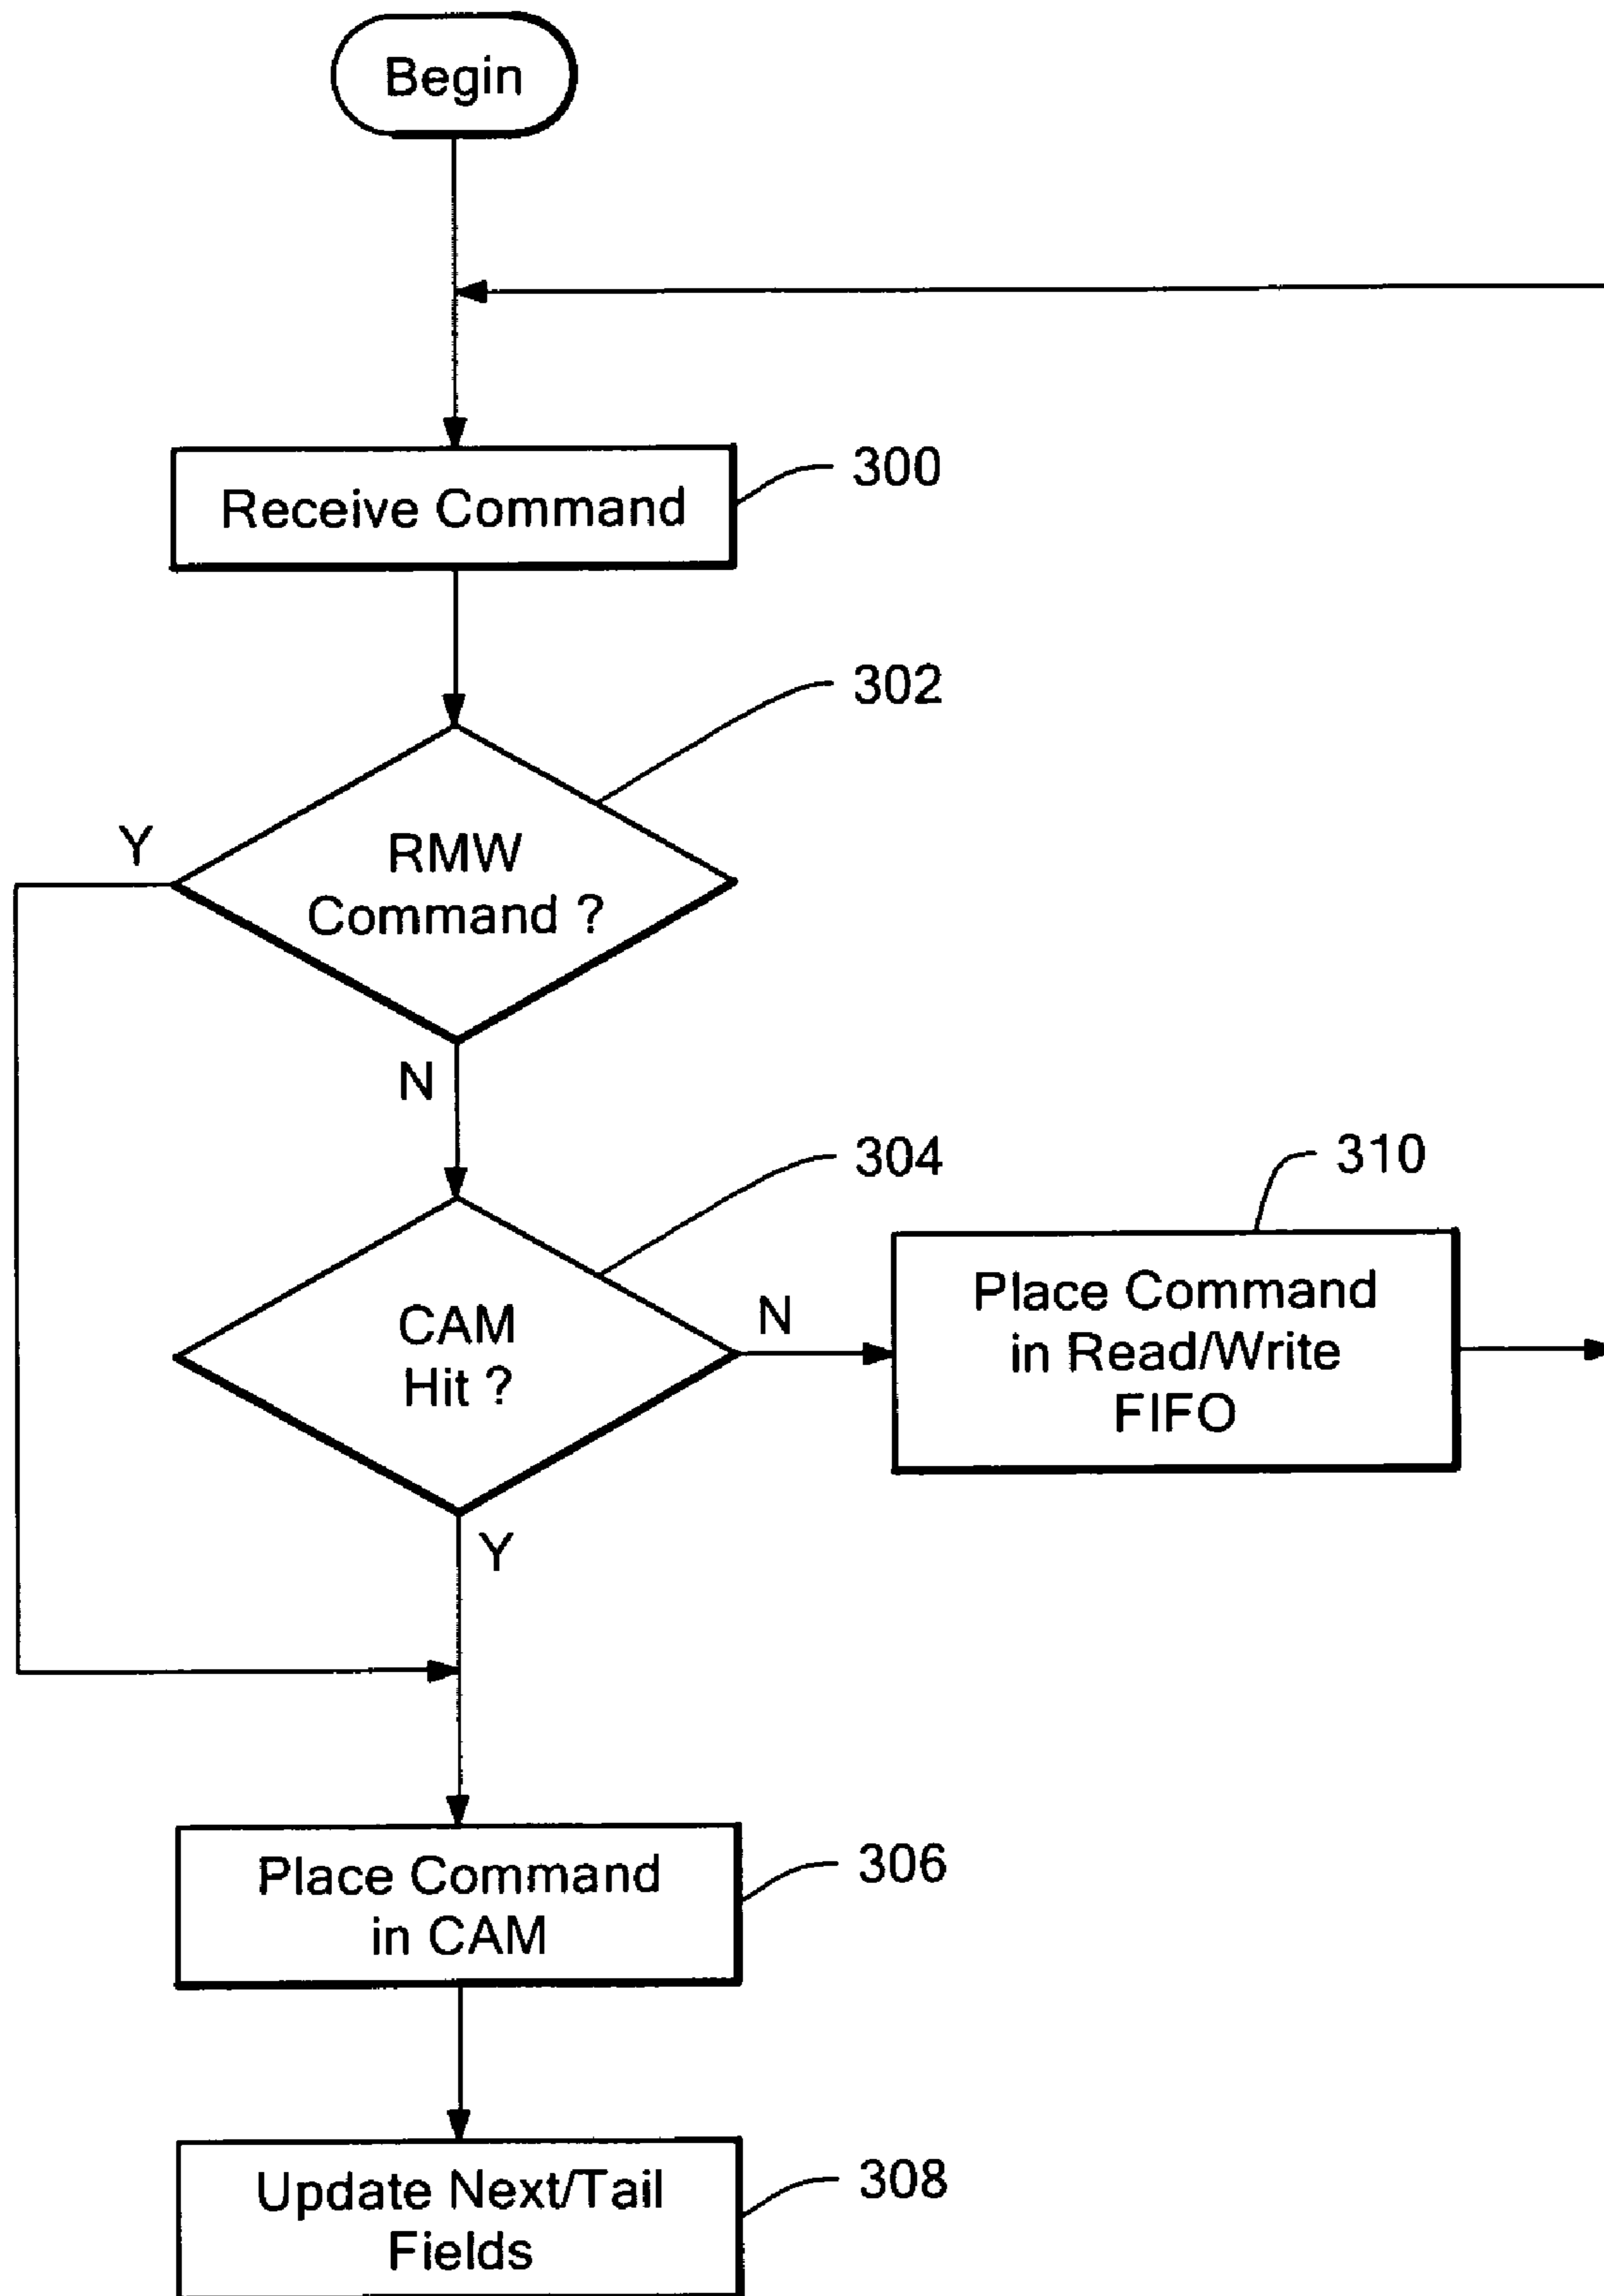 Begin
Receive Command
300
302
Y
RMW
Command ?
N
304
310
CAM
Hit ?
N
Place Command
in Read/Write
FIFO
Y
Place Command
in CAM
306
Update Next/Tail
Fields
308